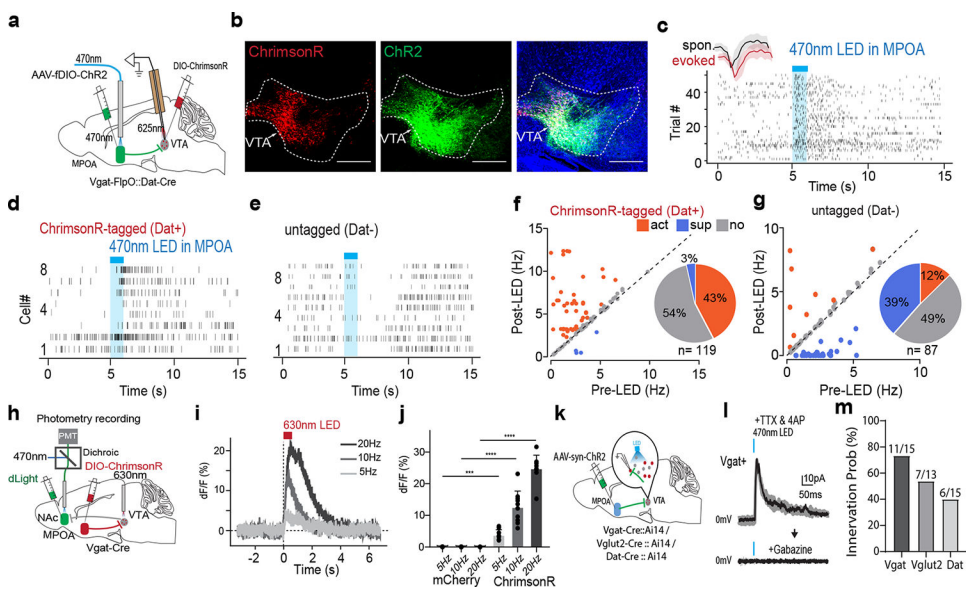 a
470nm
AAV-fDIO-ChR2
DIO-ChrimsonR
470nm
625nm
MPOA
VTA
Vgat-FlpO::Dat-Cre
b
ChrimsonR
ChR2
VTA
VTA
VTA
c
spon.
evoked
470nm LED in MPOA
Trial #
40
20
0
0
5
10
15
Time (s)
d
ChrimsonR-tagged (Dat+)
470nm LED in MPOA
Cell#
8
4
1
0
5
10
15
Time (s)
e
untagged (Dat-)
8
4
1
0
5
10
15
Time (s)
f
ChrimsonR-tagged (Dat+)
act
sup
no
Post-LED (Hz)
15
10
5
0
0
5
10
15
Pre-LED (Hz)
3%
43%
54%
n= 119
g
untagged (Dat-)
Post-LED (Hz)
10
5
0
0
5
10
Pre-LED (Hz)
12%
39%
49%
n= 87
h
Photometry recording
PMT
470nm
Dichroic
DIO-ChrimsonR
dLight
630nm
NAc
VTA
MPOA
Vgat-Cre
i
630nm LED
20Hz
10Hz
5Hz
dF/F (%)
20
10
0
-2
0
2
4
6
Time (s)
j
dF/F (%)
30
20
10
0
***
****
****
5Hz
10Hz
20Hz
5Hz
10Hz
20Hz
mCherry
ChrimsonR
k
LED
AAV-syn-ChR2
MPOA
VTA
Vgat-Cre::Ai14 /
Vglut2-Cre :: Ai14 /
Dat-Cre :: Ai14
l
+TTX & 4AP
470nm LED
Vgat+
10pA
50ms
0mV
+Gabazine
0mV
m
Innervation Prob (%)
100
80
60
40
20
0
11/15
7/13
6/15
Vgat
Vglut2
Dat